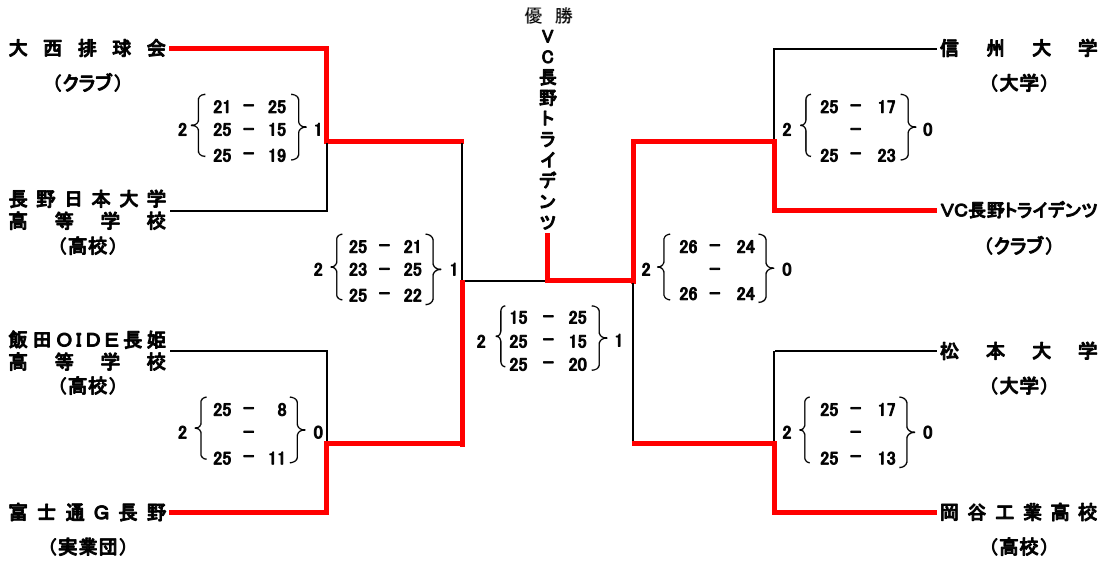 優 勝
VC長野トライデンツ
大西排球会
(クラブ)
2 21 - 25 1
25 - 15
25 - 19
長野日本大学
高等学校
(高校)
2 25 - 21 1
23 - 25
25 - 22
飯田OIDE長姫
高等学校
(高校)
2 25 - 8 0
-
25 - 11
富士通G長野
(実業団)
2 15 - 25 1
25 - 15
25 - 20
信州大学
(大学)
2 25 - 17 0
-
25 - 23
VC長野トライデンツ
(クラブ)
2 26 - 24 0
-
26 - 24
松本大学
(大学)
2 25 - 17 0
-
25 - 13
岡谷工業高校
(高校)